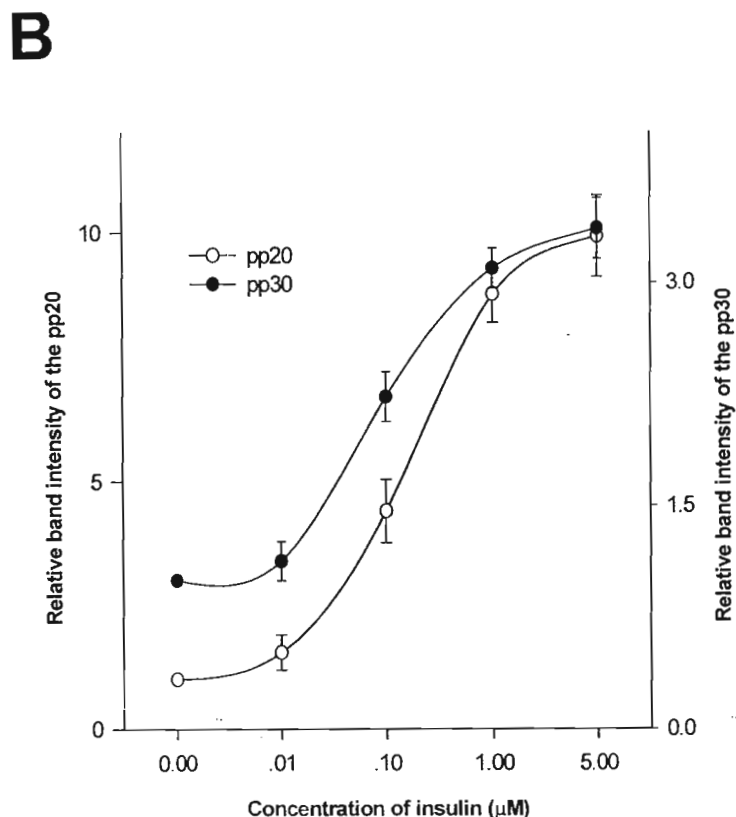 B
Relative band intensity of the pp20
10
5
0
pp20
pp30
3.0
1.5
0.0
Relative band intensity of the pp30
0.00 .01 .10 1.00 5.00
Concentration of insulin (μM)